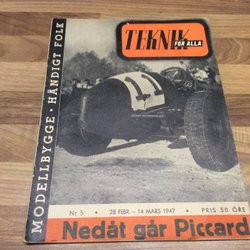 TEKNIK
FÖR ALLA
MODELLBYGGE • HÄNDIGT FOLK
11
Nr 5 • 28 FEBR. – 14 MARS 1947 • PRIS 50 ÖRE
Nedåt går Piccard